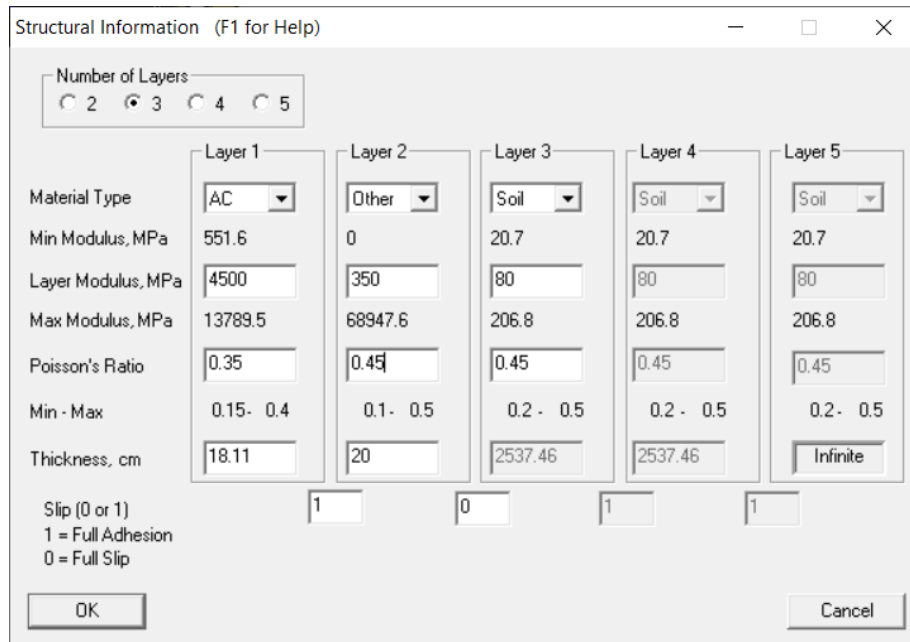 Structural Information (F1 for Help)
Number of Layers
2 3 4 5
Layer 1 Layer 2 Layer 3 Layer 4 Layer 5
Material Type AC Other Soil Soil Soil
Min Modulus, MPa 551.6 0 20.7 20.7 20.7
Layer Modulus, MPa 4500 350 80 80 80
Max Modulus, MPa 13789.5 68947.6 206.8 206.8 206.8
Poisson's Ratio 0.35 0.45 0.45 0.45 0.45
Min - Max 0.15- 0.4 0.1- 0.5 0.2 - 0.5 0.2 - 0.5 0.2- 0.5
Thickness, cm 18.11 20 2537.46 2537.46 Infinite
Slip (0 or 1) 1 0 1 1
1 = Full Adhesion
0 = Full Slip
OK Cancel